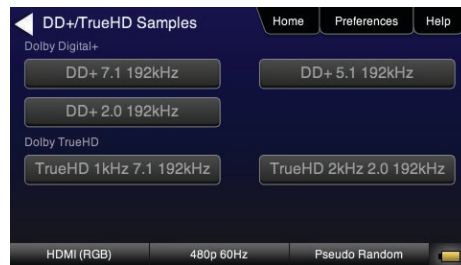 DD+/TrueHD Samples
Home
Preferences
Help
Dolby Digital+
DD+ 7.1 192kHz
DD+ 5.1 192kHz
DD+ 2.0 192kHz
Dolby TrueHD
TrueHD 1kHz 7.1 192kHz
TrueHD 2kHz 2.0 192kHz
HDMI (RGB)
480p 60Hz
Pseudo Random